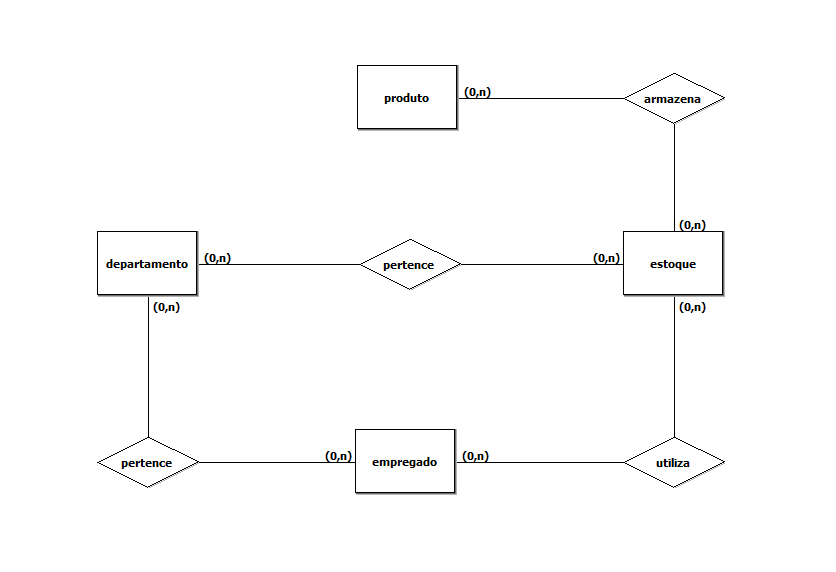 produto
(0,n)
armazena
(0,n)
departamento
(0,n)
pertence
(0,n)
estoque
(0,n)
(0,n)
pertence
(0,n)
empregado
(0,n)
utiliza